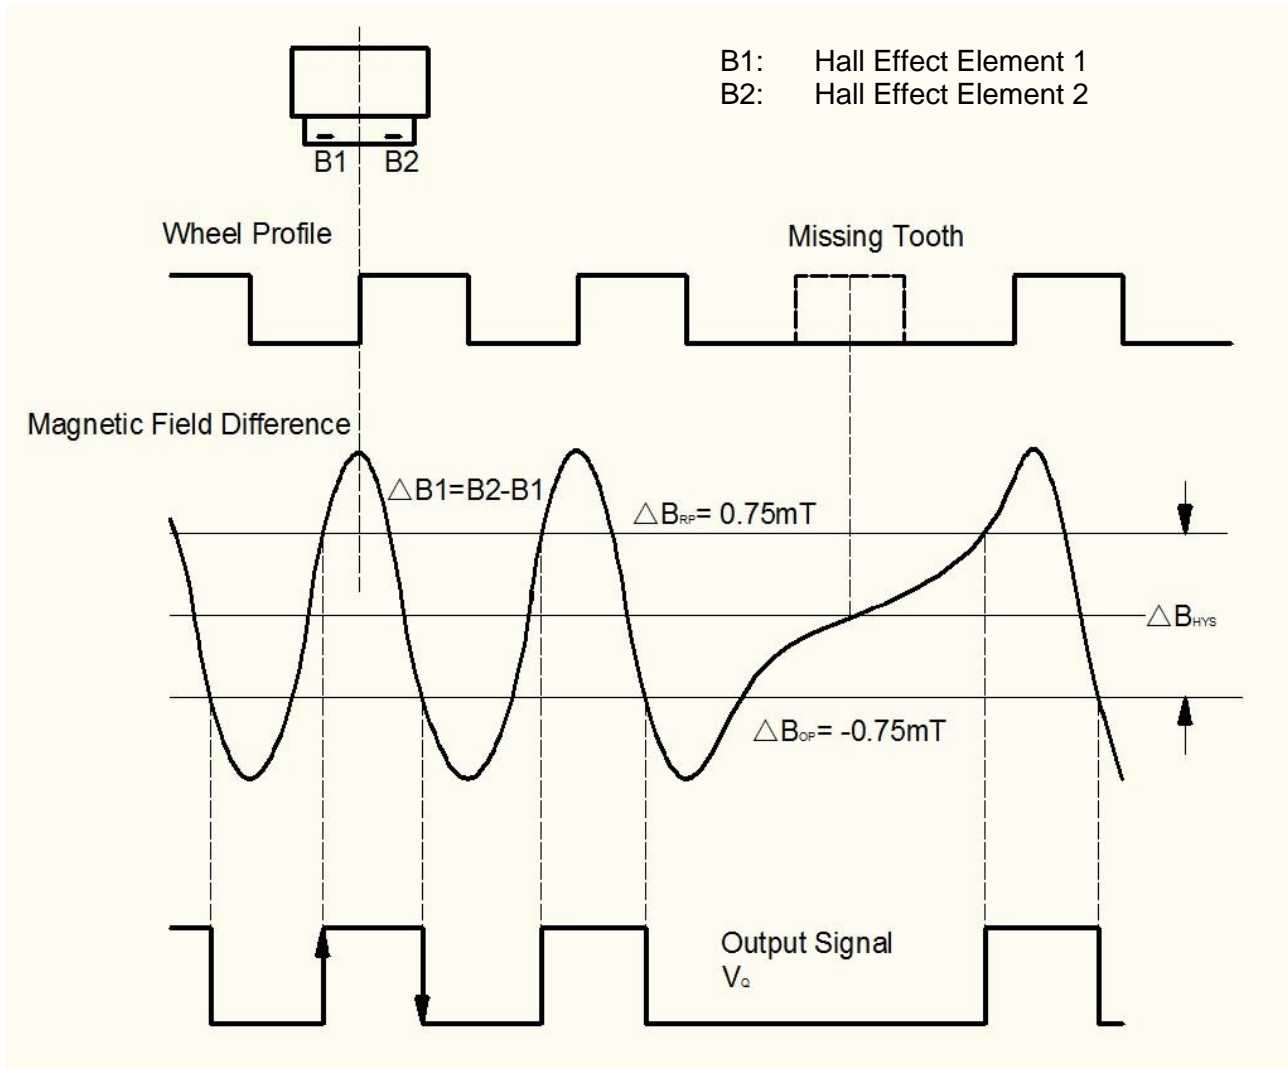 B1: Hall Effect Element 1
B2: Hall Effect Element 2
B1 B2
Wheel Profile
Missing Tooth
Magnetic Field Difference
△B1=B2-B1
△BRP= 0.75mT
△BHYS
△BOP= -0.75mT
Output Signal
VQ